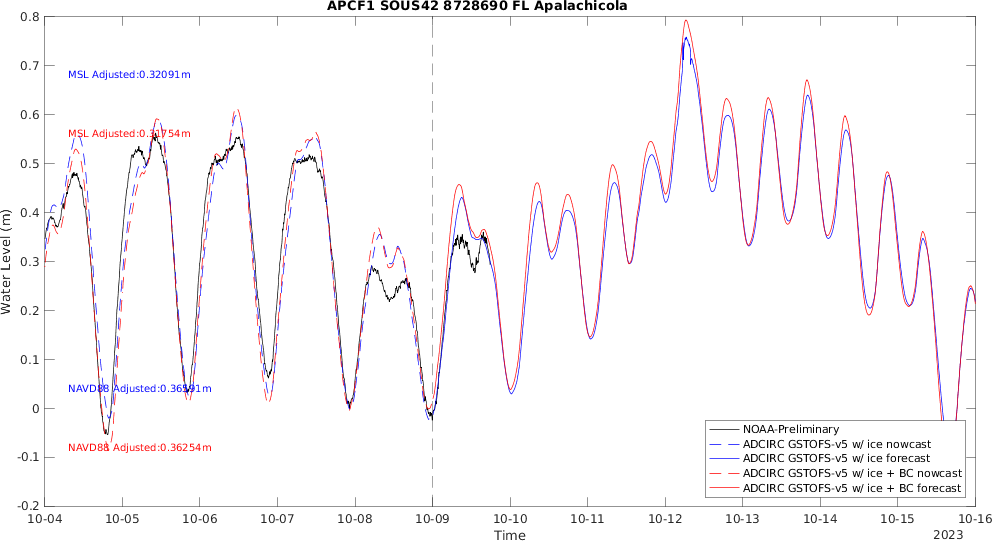 APCF1 SOUS42 8728690 FL Apalachicola
0.8
0.7
0.6
0.5
0.4
0.3
0.2
0.1
0
-0.1
-0.2
Water Level (m)
MSL Adjusted:0.32091m
MSL Adjusted:0.31754m
NAVD88 Adjusted:0.36591m
NAVD88 Adjusted:0.36254m
NOAA-Preliminary
ADCIRC GSTOFS-v5 w/ ice nowcast
ADCIRC GSTOFS-v5 w/ ice forecast
ADCIRC GSTOFS-v5 w/ ice + BC nowcast
ADCIRC GSTOFS-v5 w/ ice + BC forecast
10-04 10-05 10-06 10-07 10-08 10-09 10-10 10-11 10-12 10-13 10-14 10-15 10-16
Time
2023